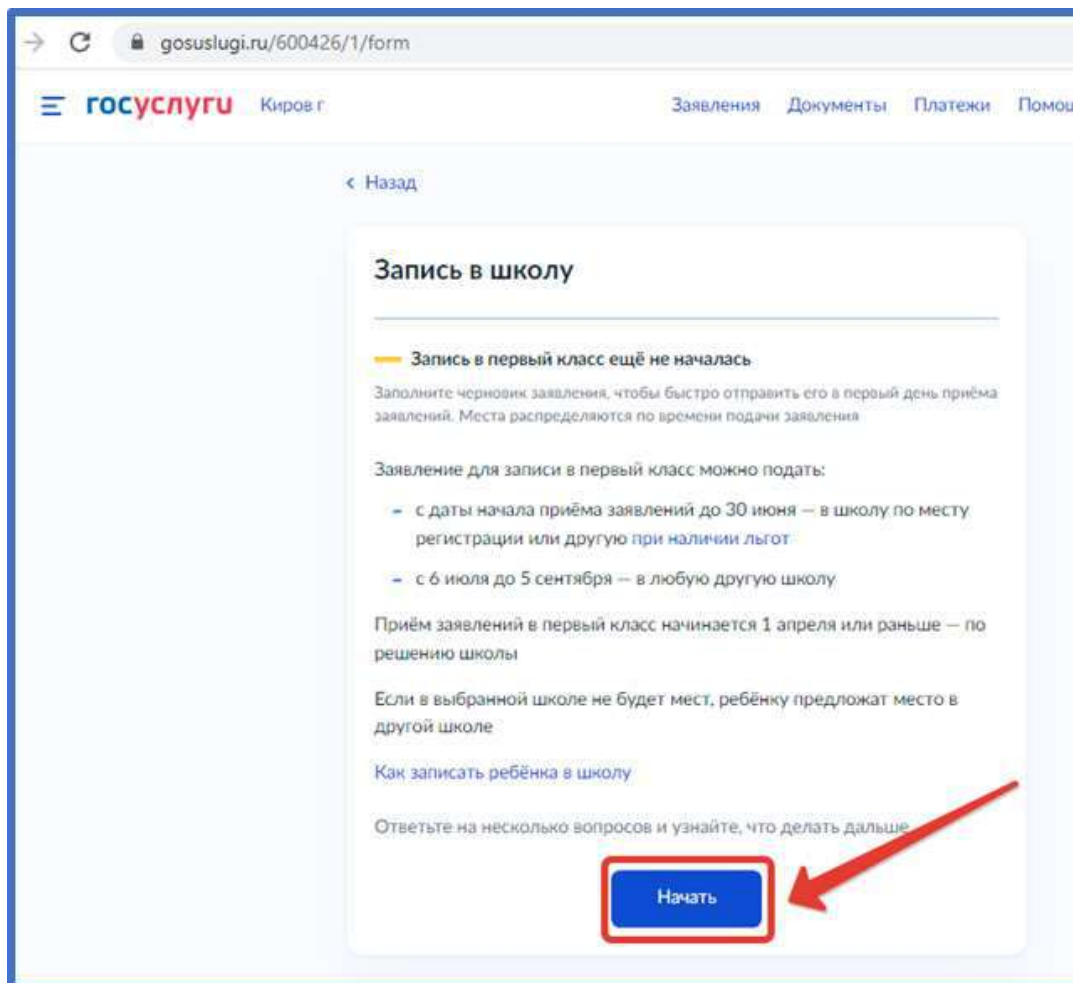 gosuslugi.ru/600426/1/form
госуслуги Киров г Заявления Документы Платежи
Назад
Запись в школу
Запись в первый класс ещё не началась
Заполните черновик заявления, чтобы быстро отправить его в первый день приёма
заявлений. Места распределяются по времени подачи заявления
Заявление для записи в первый класс можно подать:
– с даты начала приёма заявлений до 30 июня — в школу по месту
регистрации или другую при наличии льгот
– с 6 июля до 5 сентября — в любую другую школу
Приём заявлений в первый класс начинается 1 апреля или раньше — по
решению школы
Если в выбранной школе не будет мест, ребёнку предложат место в
другой школе
Как записать ребёнка в школу
Ответьте на несколько вопросов и узнайте, что делать дальше
Начать